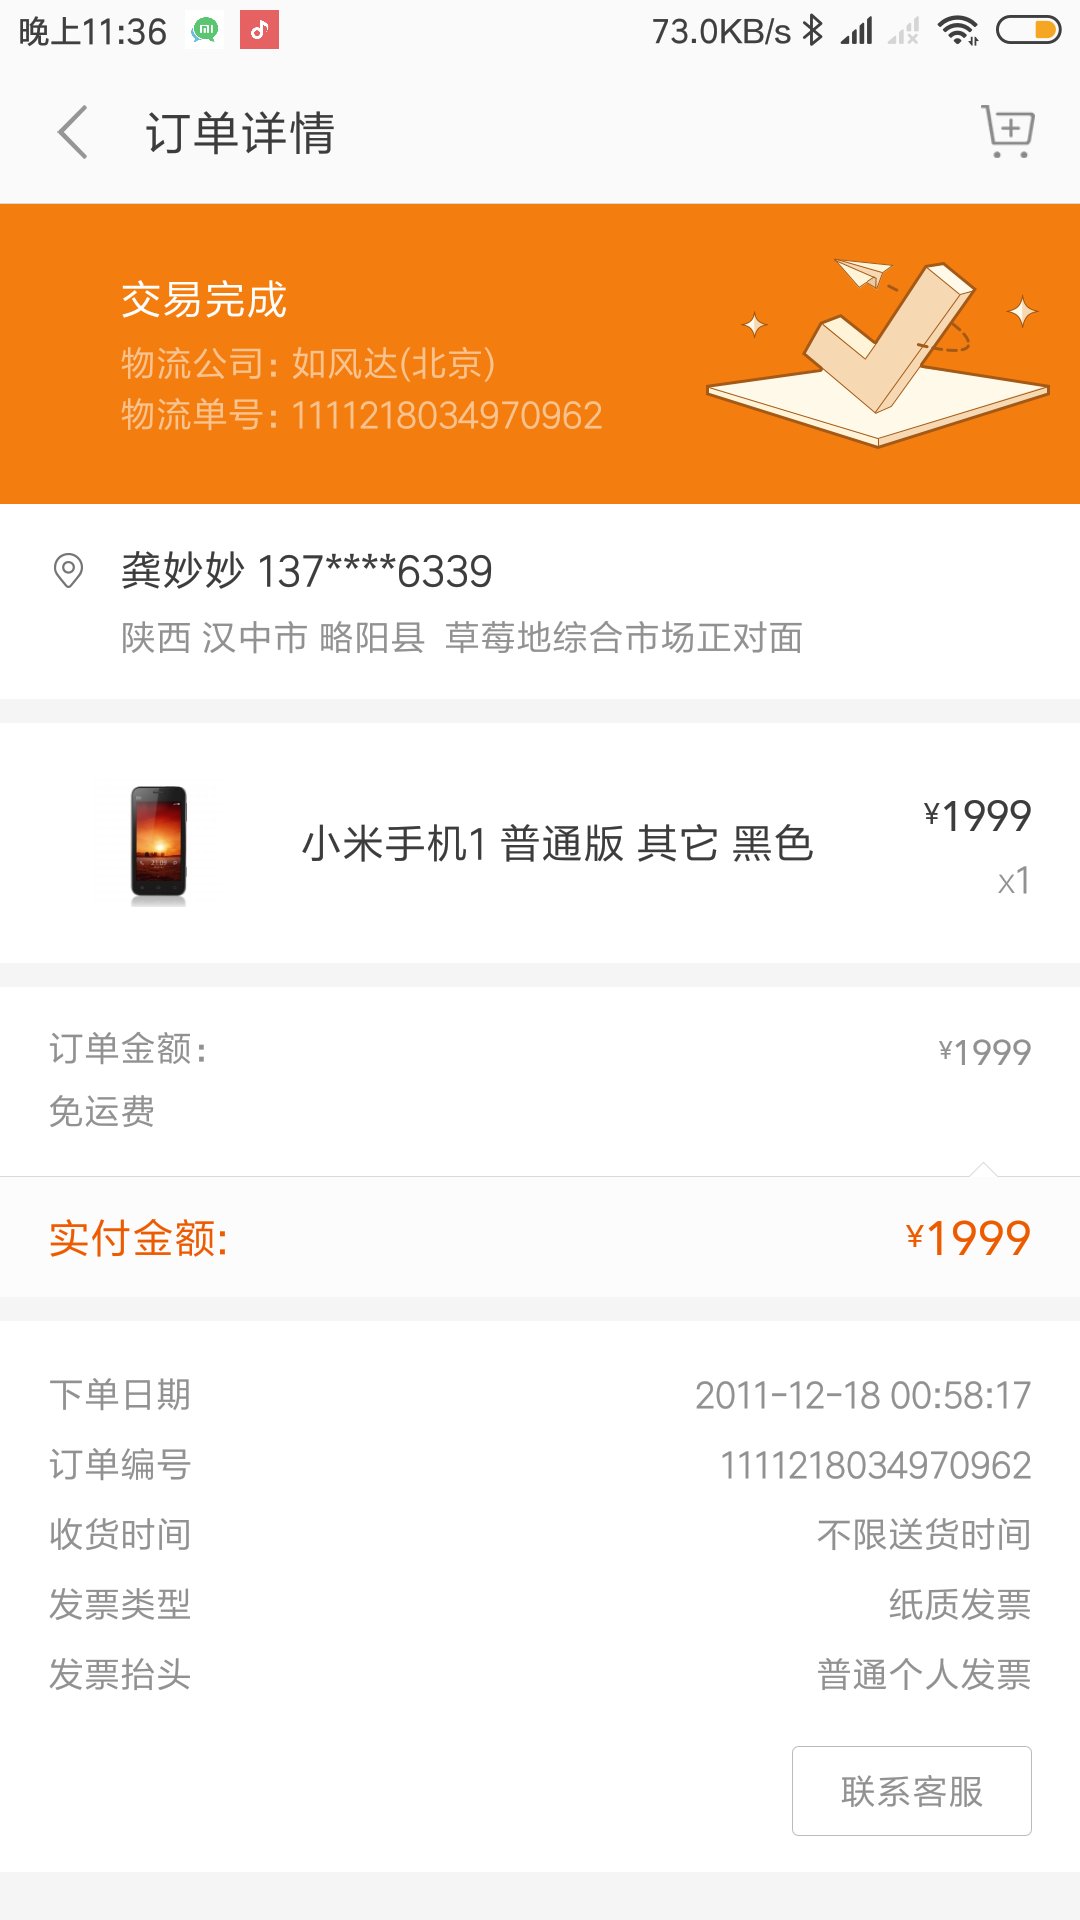 晚上11:36 73.0KB/s
订单详情
交易完成
物流公司: 如风达(北京)
物流单号: 1111218034970962
龚妙妙 137****6339
陕西 汉中市 略阳县 草莓地综合市场正对面
小米手机1 普通版 其它 黑色
¥1999
x1
订单金额: ¥1999
免运费
实付金额: ¥1999
下单日期 2011-12-18 00:58:17
订单编号 1111218034970962
收货时间 不限送货时间
发票类型 纸质发票
发票抬头 普通个人发票
联系客服